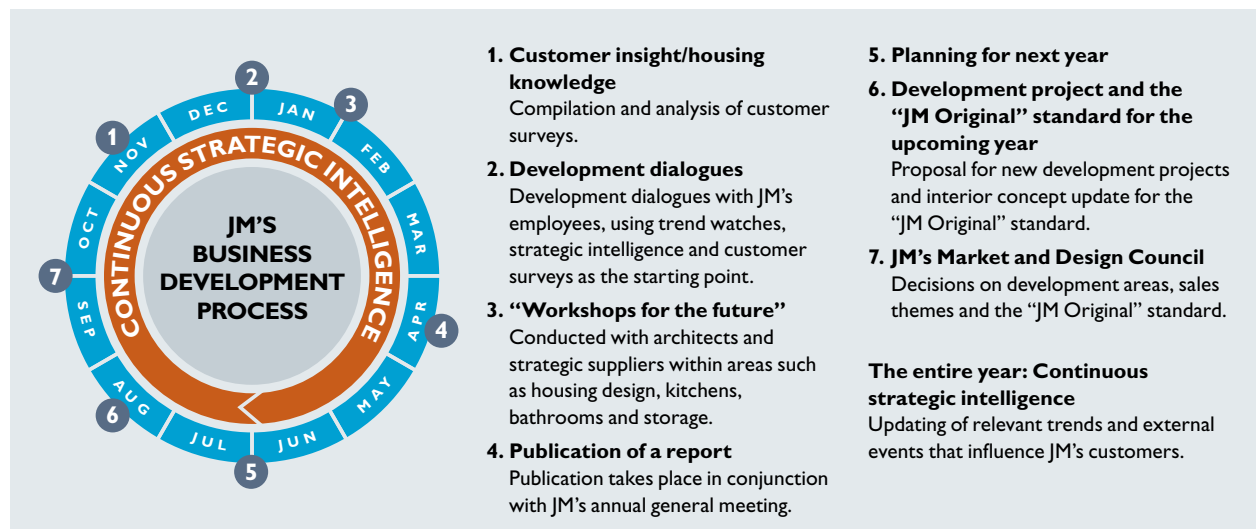 DEC
JAN
FEB
MAR
APR
MAY
JUN
JUL
AUG
SEP
OCT
NOV
1
2
3
4
5
6
7
CONTINUOUS STRATEGIC INTELLIGENCE
JM’S
BUSINESS
DEVELOPMENT
PROCESS
1. Customer insight/housing
knowledge
Compilation and analysis of customer
surveys.
2. Development dialogues
Development dialogues with JM’s
employees, using trend watches,
strategic intelligence and customer
surveys as the starting point.
3. “Workshops for the future”
Conducted with architects and
strategic suppliers within areas such
as housing design, kitchens,
bathrooms and storage.
4. Publication of a report
Publication takes place in conjunction
with JM’s annual general meeting.
5. Planning for next year
6. Development project and the
“JM Original” standard for the
upcoming year
Proposal for new development projects
and interior concept update for the
“JM Original” standard.
7. JM’s Market and Design Council
Decisions on development areas, sales
themes and the “JM Original” standard.
The entire year: Continuous
strategic intelligence
Updating of relevant trends and external
events that influence JM’s customers.